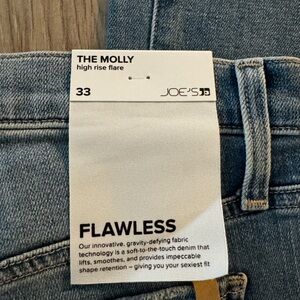 THE MOLLY
high rise flare
33 JOE'S
FLAWLESS
Our innovative, gravity-defying fabric
technology is a soft-to-the-touch denim that
lifts, smoothes, and provides impeccable
shape retention – giving you your sexiest fit